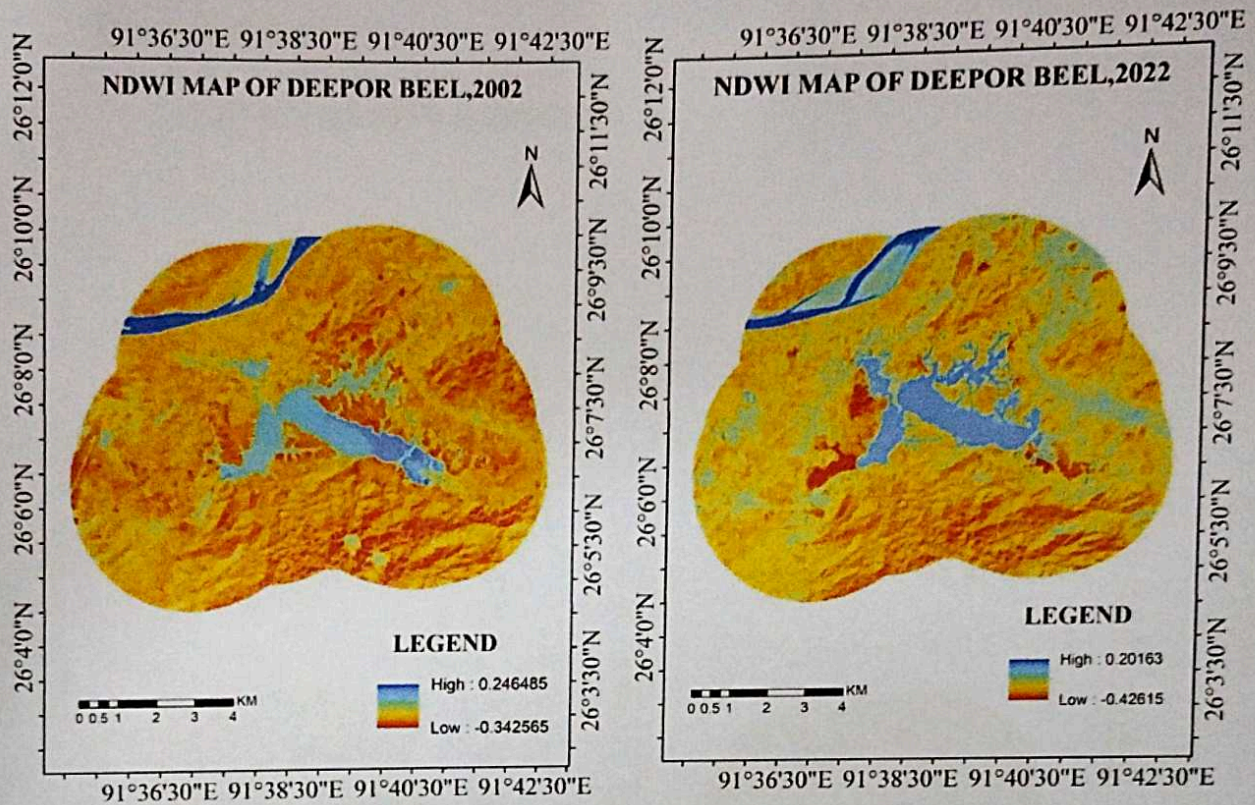 91°36'30"E 91°38'30"E 91°40'30"E 91°42'30"E
NDWI MAP OF DEEPOR BEEL,2002
N
26°12'0"N
26°10'0"N
26°8'0"N
26°6'0"N
26°4'0"N
26°11'30"N
26°9'30"N
26°7'30"N
26°5'30"N
26°3'30"N
LEGEND
High : 0.246485
Low : -0.342565
KM
0 0.5 1 2 3 4
91°36'30"E 91°38'30"E 91°40'30"E 91°42'30"E
91°36'30"E 91°38'30"E 91°40'30"E 91°42'30"E
NDWI MAP OF DEEPOR BEEL,2022
N
26°12'0"N
26°10'0"N
26°8'0"N
26°6'0"N
26°4'0"N
26°11'30"N
26°9'30"N
26°7'30"N
26°5'30"N
26°3'30"N
LEGEND
High : 0.20163
Low : -0.42615
KM
0 0.5 1 2 3 4
91°36'30"E 91°38'30"E 91°40'30"E 91°42'30"E